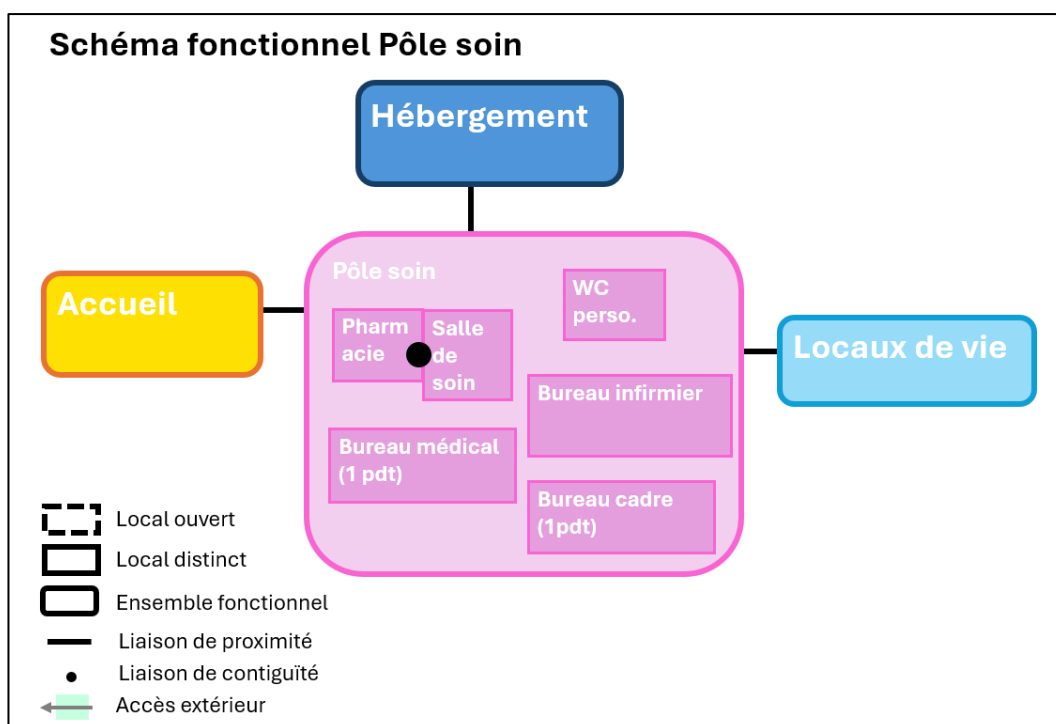 Schéma fonctionnel Pôle soin
Hébergement
Accueil
Pôle soin
WC
perso.
Pharm
acie
Salle
de
soin
Locaux de vie
Bureau infirmier
Bureau médical
(1 pdt)
Bureau cadre
(1pdt)
Local ouvert
Local distinct
Ensemble fonctionnel
Liaison de proximité
Liaison de contiguïté
Accès extérieur